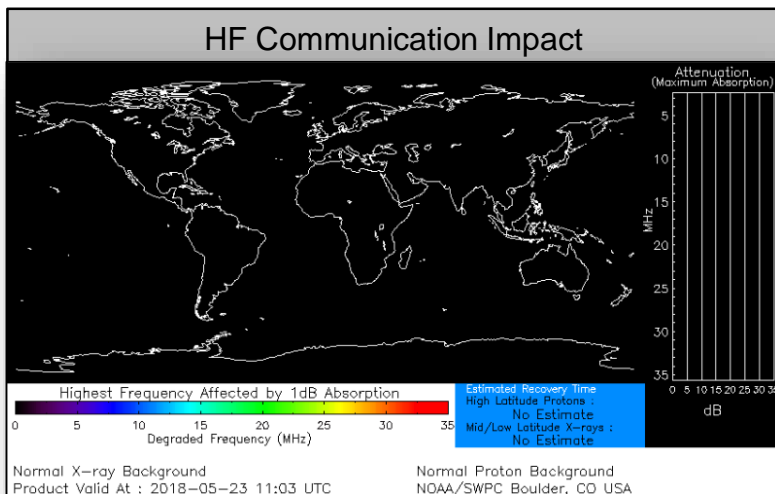 HF Communication Impact
Attenuation
(Maximum Absorption)
5
10
15
20
25
30
35
MHz
0 5 10 15 20 25 30 35
dB
Highest Frequency Affected by 1dB Absorption
0 5 10 15 20 25 30 35
Degraded Frequency (MHz)
Estimated Recovery Time
High Latitude Protons :
No Estimate
Mid/Low Latitude X-rays :
No Estimate
Normal X-ray Background
Product Valid At : 2018-05-23 11:03 UTC
Normal Proton Background
NOAA/SWPC Boulder, CO USA